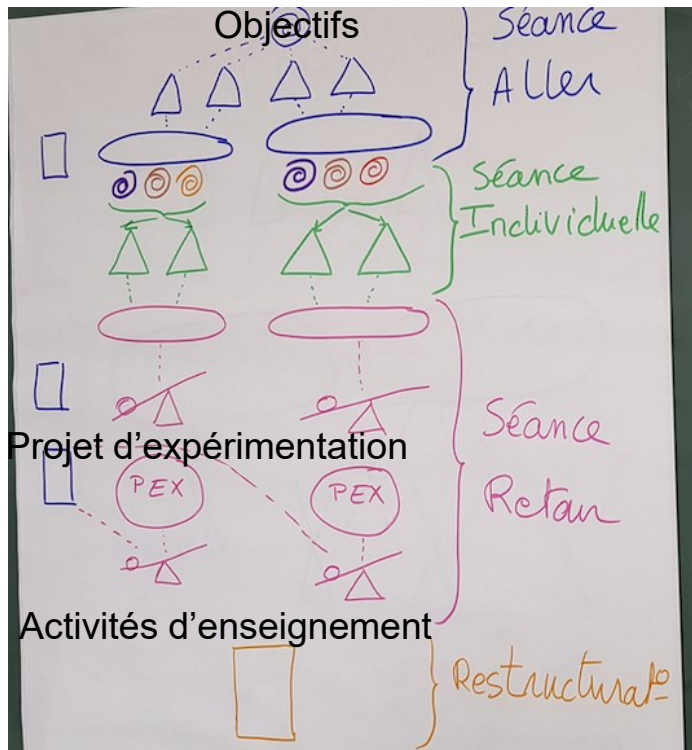 Objectifs
Séance
Aller
Séance
Individuelle
Projet d'expérimentation
Séance
Retour
PEX
PEX
Activités d'enseignement
Restructurat°